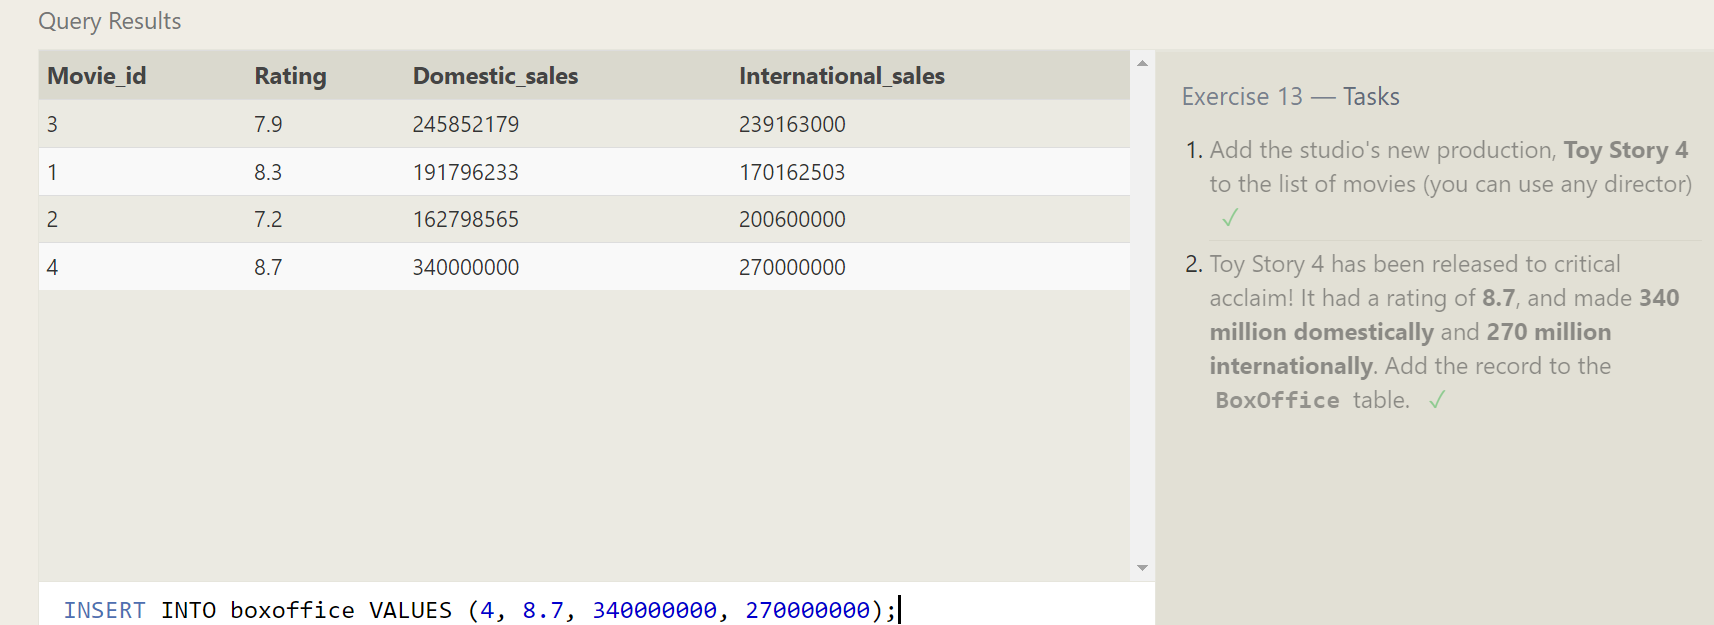 Query Results
Movie_id Rating Domestic_sales International_sales
3 7.9 245852179 239163000
1 8.3 191796233 170162503
2 7.2 162798565 200600000
4 8.7 340000000 270000000
INSERT INTO boxoffice VALUES (4, 8.7, 340000000, 270000000);
Exercise 13 — Tasks
1. Add the studio's new production, Toy Story 4
to the list of movies (you can use any director)
✓
2. Toy Story 4 has been released to critical
acclaim! It had a rating of 8.7, and made 340
million domestically and 270 million
internationally. Add the record to the
BoxOffice table. ✓